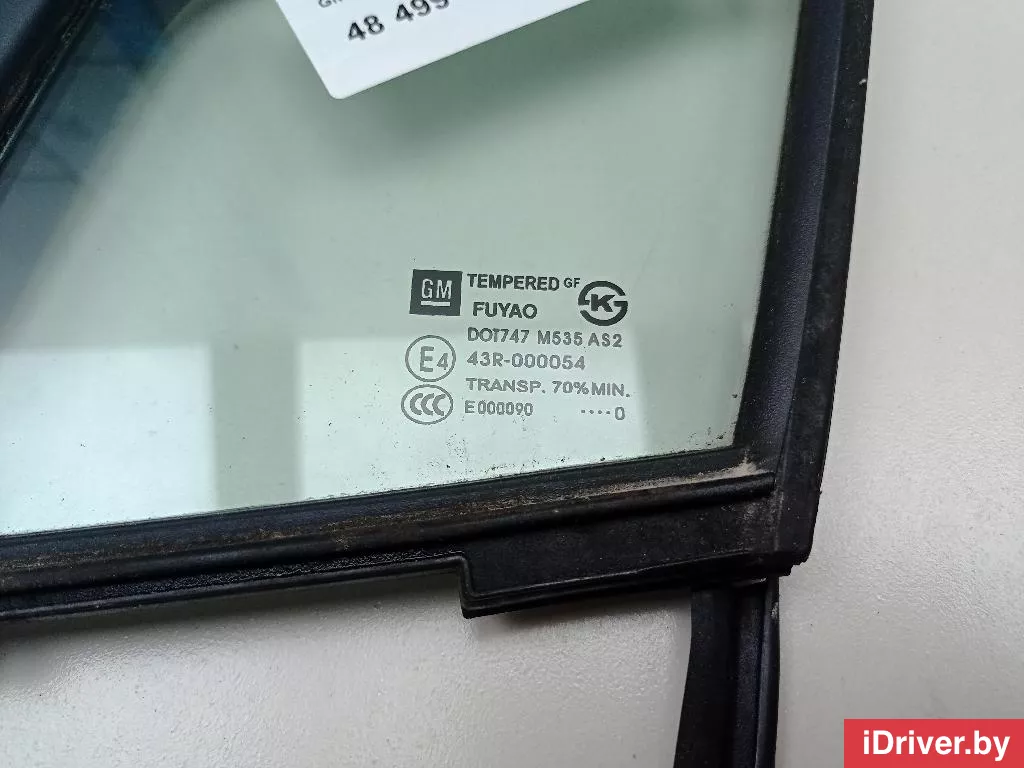 48 499
GM TEMPERED GF
FUYAO
DOT747 M535 AS2
E4 43R-000054
TRANSP. 70%MIN.
CCC E000090 ....0
iDriver.by